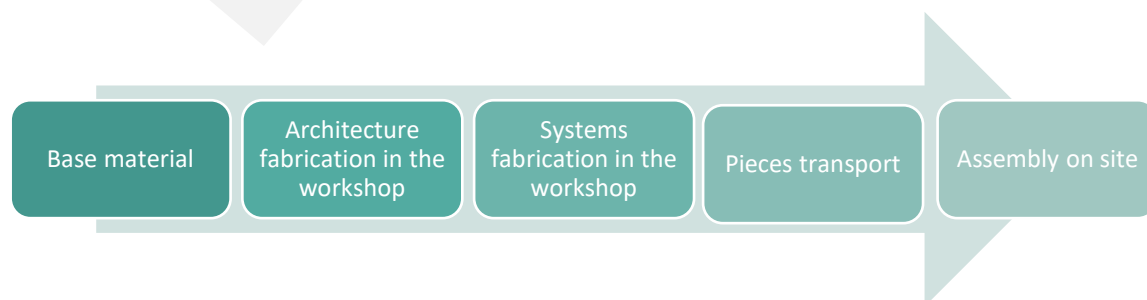 Base material
Architecture
fabrication in the
workshop
Systems
fabrication in the
workshop
Pieces transport
Assembly on site